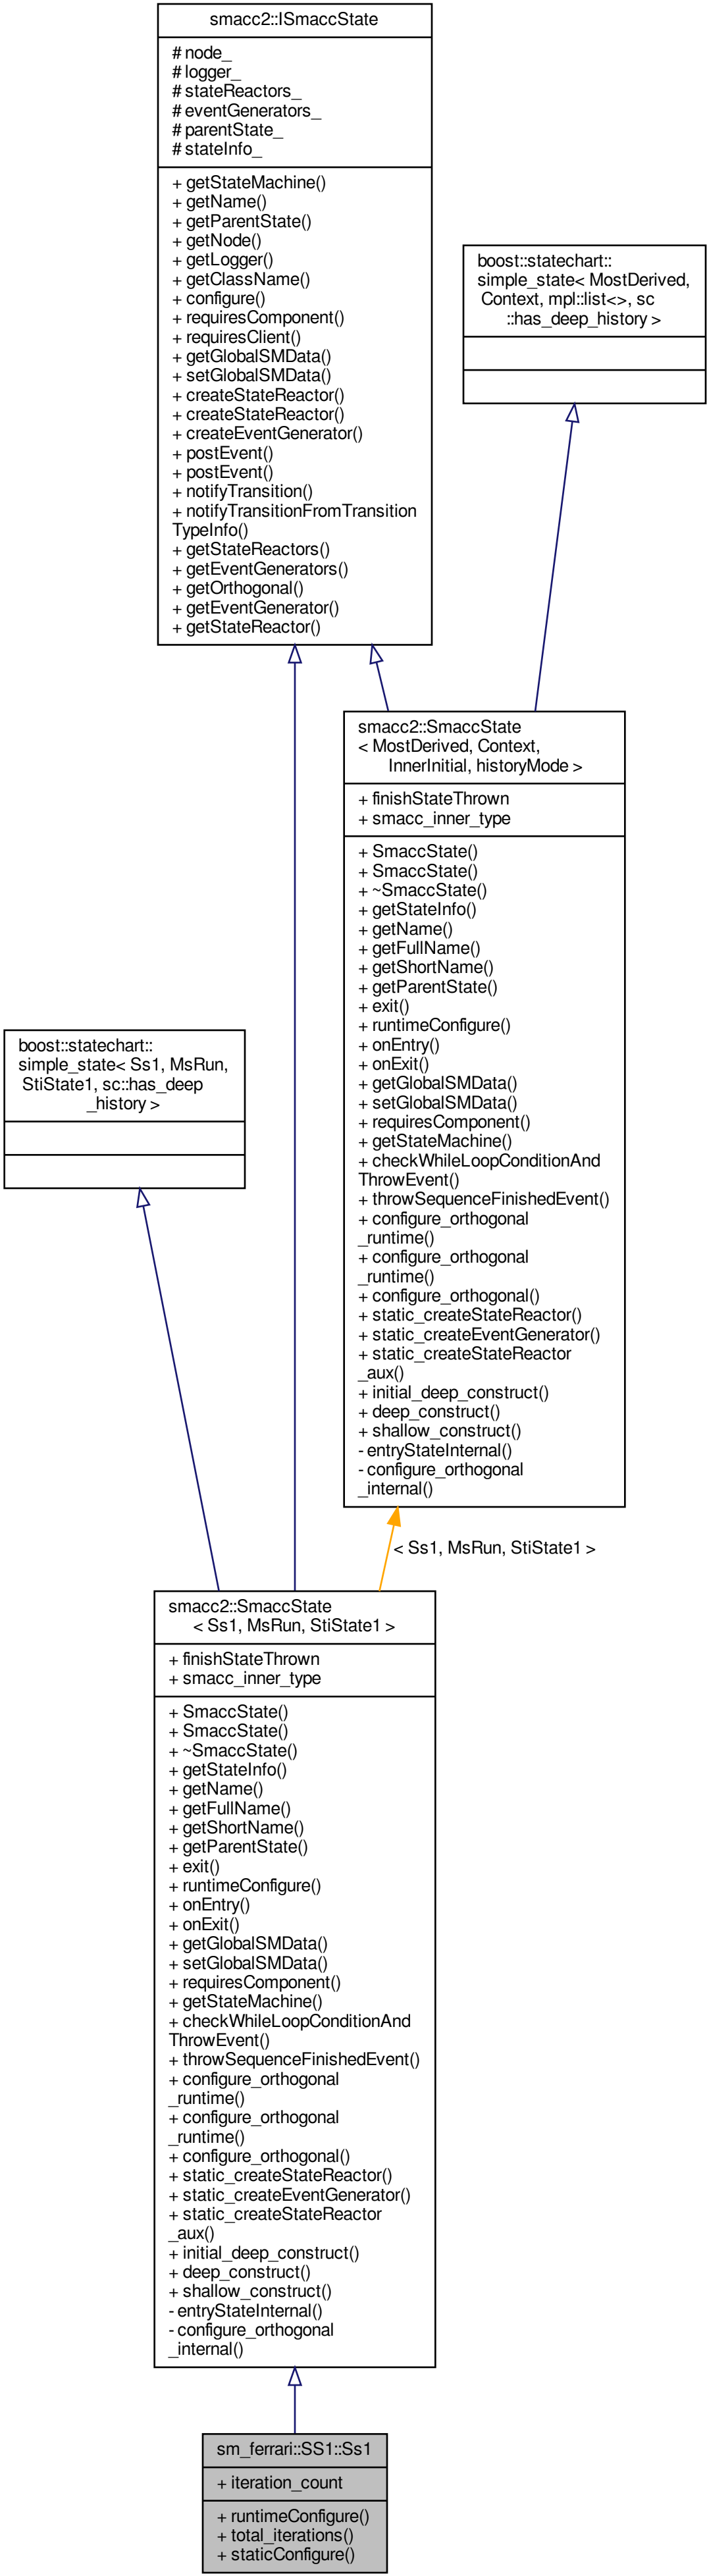 smacc2::ISmaccState
# node_
# logger_
# stateReactors_
# eventGenerators_
# parentState_
# stateInfo_
+ getStateMachine()
+ getName()
+ getParentState()
+ getNode()
+ getLogger()
+ getClassName()
+ configure()
+ requiresComponent()
+ requiresClient()
+ getGlobalSMData()
+ setGlobalSMData()
+ createStateReactor()
+ createStateReactor()
+ createEventGenerator()
+ postEvent()
+ postEvent()
+ notifyTransition()
+ notifyTransitionFromTransition
TypeInfo()
+ getStateReactors()
+ getEventGenerators()
+ getOrthogonal()
+ getEventGenerator()
+ getStateReactor()
boost::statechart::
simple_state< MostDerived,
Context, mpl::list<>, sc
::has_deep_history >
smacc2::SmaccState
< MostDerived, Context,
InnerInitial, historyMode >
+ finishStateThrown
+ smacc_inner_type
+ SmaccState()
+ SmaccState()
+ ~SmaccState()
+ getStateInfo()
+ getName()
+ getFullName()
+ getShortName()
+ getParentState()
+ exit()
+ runtimeConfigure()
+ onEntry()
+ onExit()
+ getGlobalSMData()
+ setGlobalSMData()
+ requiresComponent()
+ getStateMachine()
+ checkWhileLoopConditionAnd
ThrowEvent()
+ throwSequenceFinishedEvent()
+ configure_orthogonal
_runtime()
+ configure_orthogonal
_runtime()
+ configure_orthogonal()
+ static_createStateReactor()
+ static_createEventGenerator()
+ static_createStateReactor
_aux()
+ initial_deep_construct()
+ deep_construct()
+ shallow_construct()
- entryStateInternal()
- configure_orthogonal
_internal()
boost::statechart::
simple_state< Ss1, MsRun,
StiState1, sc::has_deep
_history >
< Ss1, MsRun, StiState1 >
smacc2::SmaccState
< Ss1, MsRun, StiState1 >
+ finishStateThrown
+ smacc_inner_type
+ SmaccState()
+ SmaccState()
+ ~SmaccState()
+ getStateInfo()
+ getName()
+ getFullName()
+ getShortName()
+ getParentState()
+ exit()
+ runtimeConfigure()
+ onEntry()
+ onExit()
+ getGlobalSMData()
+ setGlobalSMData()
+ requiresComponent()
+ getStateMachine()
+ checkWhileLoopConditionAnd
ThrowEvent()
+ throwSequenceFinishedEvent()
+ configure_orthogonal
_runtime()
+ configure_orthogonal
_runtime()
+ configure_orthogonal()
+ static_createStateReactor()
+ static_createEventGenerator()
+ static_createStateReactor
_aux()
+ initial_deep_construct()
+ deep_construct()
+ shallow_construct()
- entryStateInternal()
- configure_orthogonal
_internal()
sm_ferrari::SS1::Ss1
+ iteration_count
+ runtimeConfigure()
+ total_iterations()
+ staticConfigure()